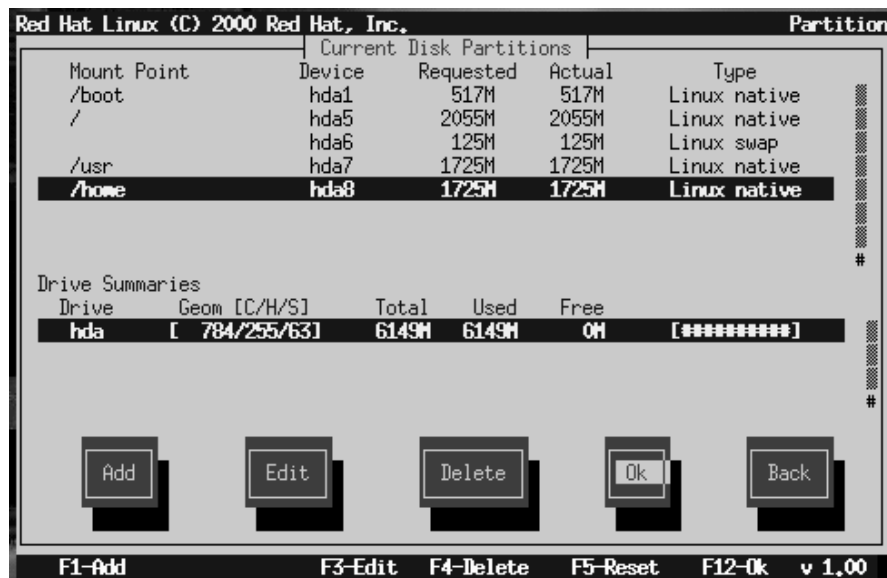 Red Hat Linux (C) 2000 Red Hat, Inc. Partition
Current Disk Partitions
Mount Point Device Requested Actual Type
/boot hda1 517M 517M Linux native
/ hda5 2055M 2055M Linux native
hda6 125M 125M Linux swap
/usr hda7 1725M 1725M Linux native
/home hda8 1725M 1725M Linux native
#
Drive Summaries
Drive Geom [C/H/S] Total Used Free
hda [ 784/255/63] 6149M 6149M 0M [##########]
#
Add Edit Delete Ok Back
F1-Add F3-Edit F4-Delete F5-Reset F12-Ok v 1.00